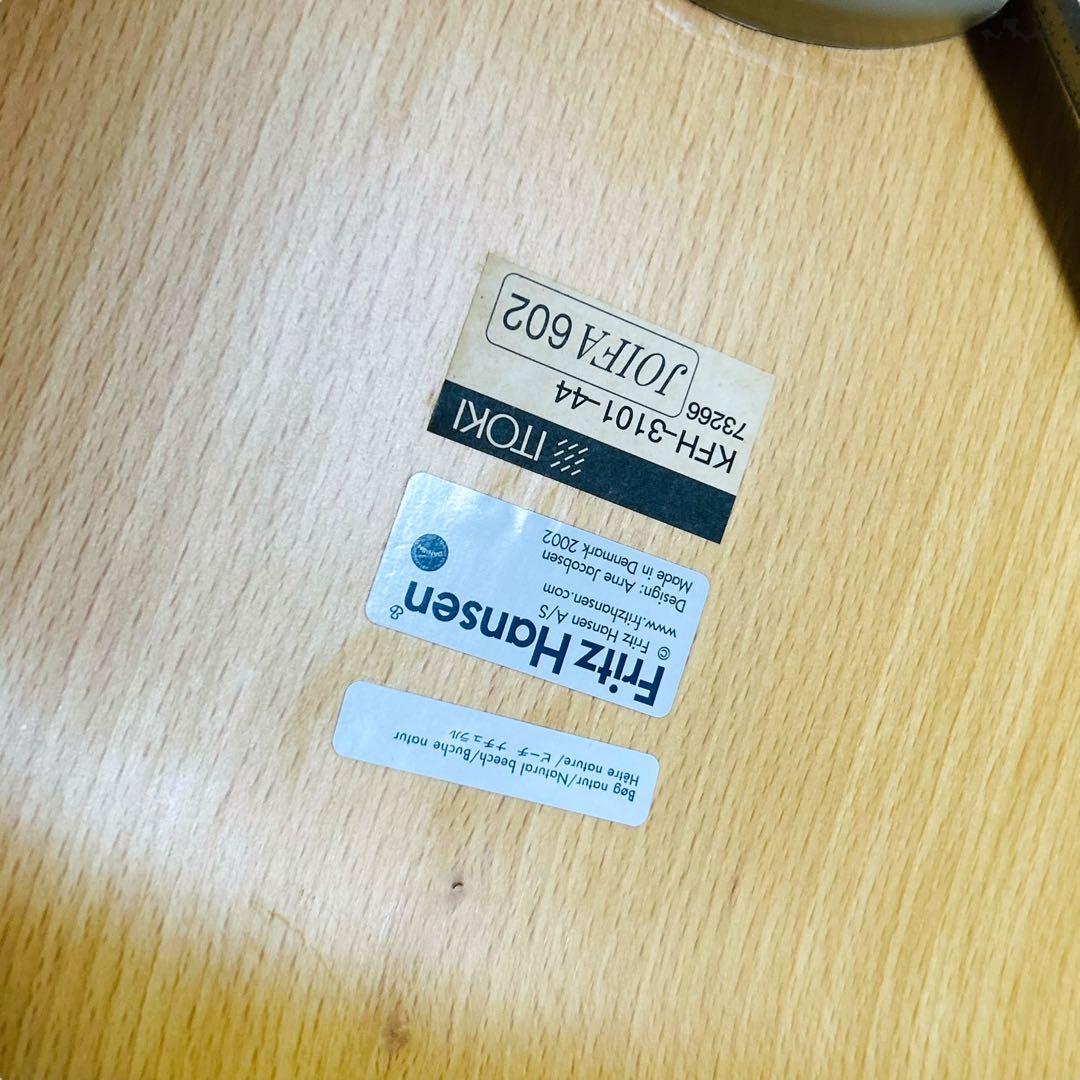 Bøg natur/Natural beech/Buche natur
Hêtre nature/ビーチ ナチュラル
Fritz Hansen
© Fritz Hansen A/S
www.fritzhansen.com
Design: Arne Jacobsen
Made in Denmark 2002
ITOKI
KFH-3101-44
73266
JOIFA 602